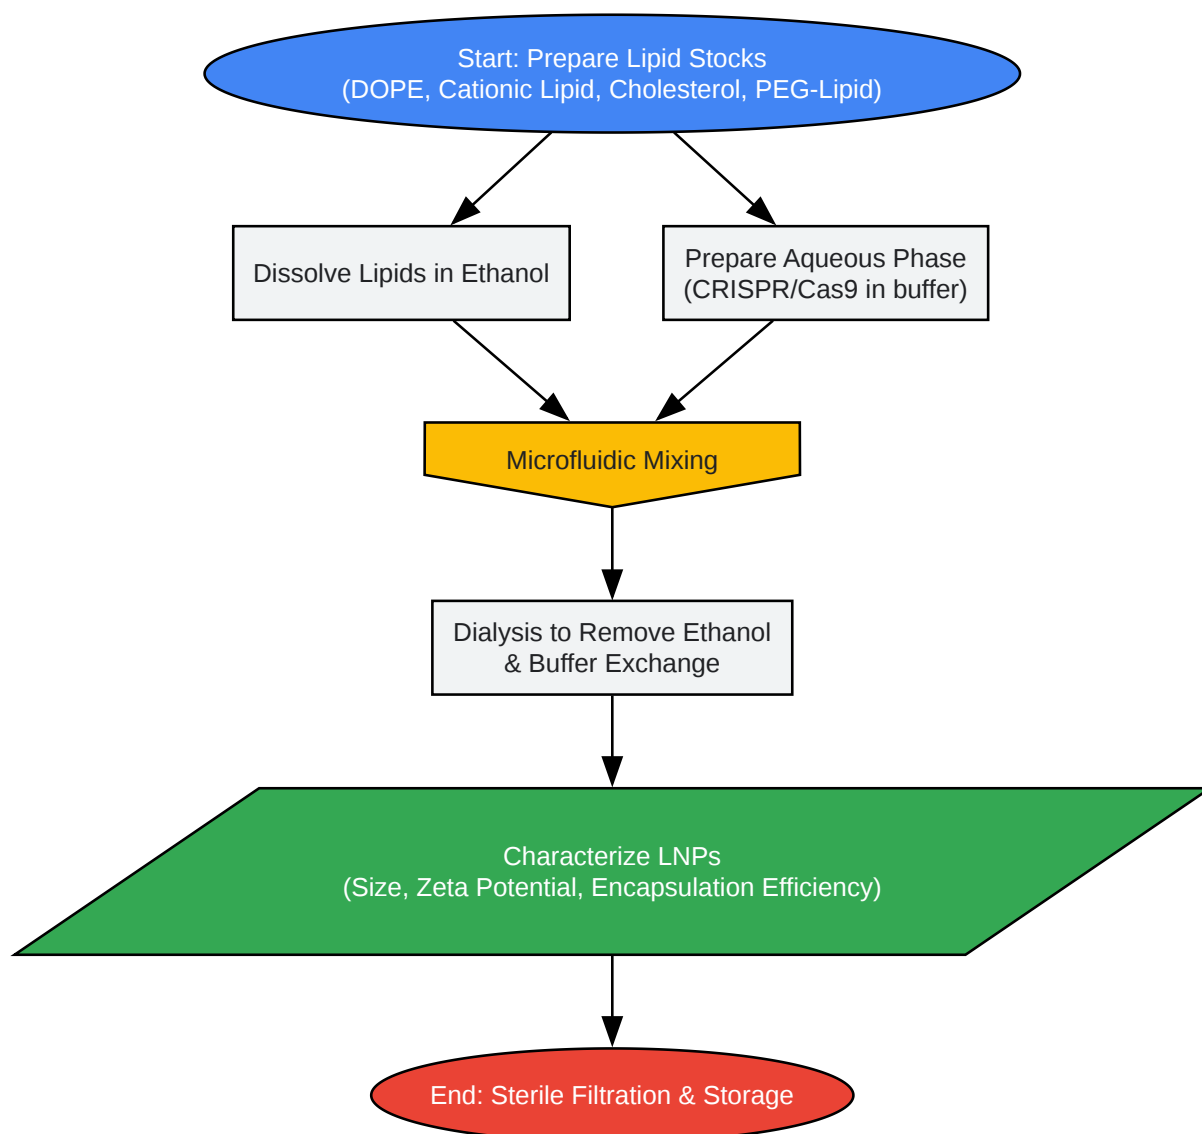 Start: Prepare Lipid Stocks
(DOPE, Cationic Lipid, Cholesterol, PEG-Lipid)
Dissolve Lipids in Ethanol
Prepare Aqueous Phase
(CRISPR/Cas9 in buffer)
Microfluidic Mixing
Dialysis to Remove Ethanol
& Buffer Exchange
Characterize LNPs
(Size, Zeta Potential, Encapsulation Efficiency)
End: Sterile Filtration & Storage